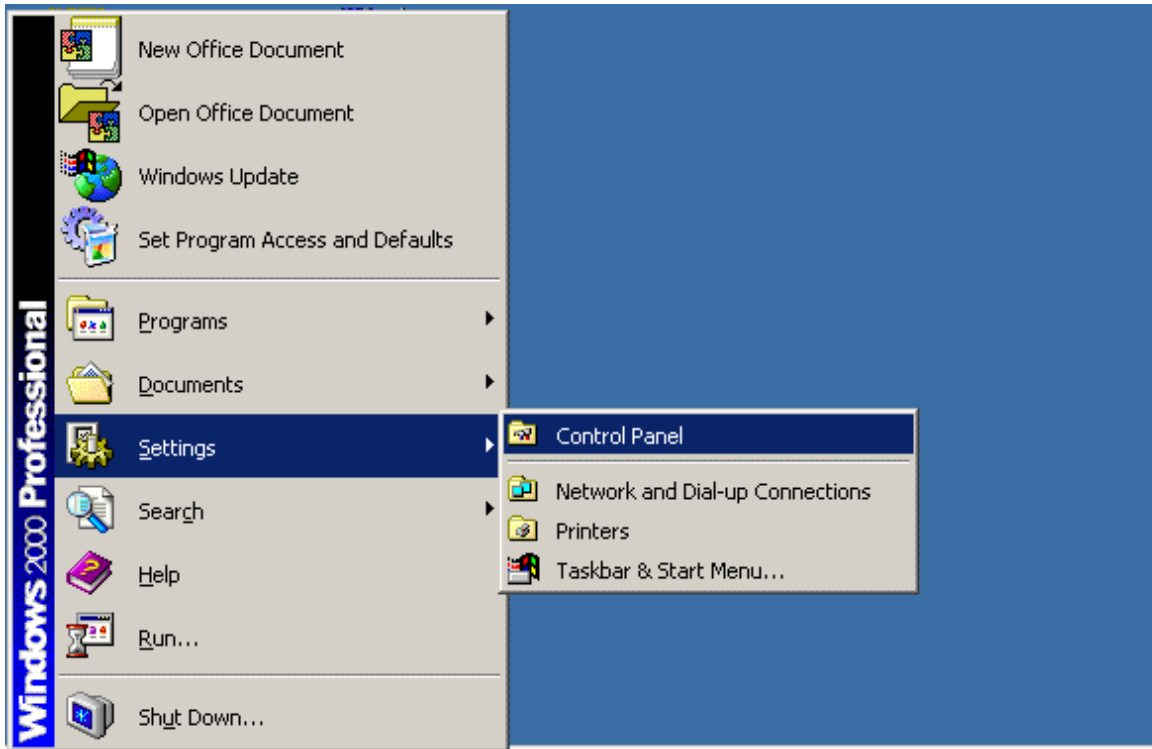 New Office Document
Open Office Document
Windows Update
Set Program Access and Defaults
Programs
Documents
Settings
Search
Help
Run...
Shut Down...
Control Panel
Network and Dial-up Connections
Printers
Taskbar & Start Menu...
Windows 2000 Professional